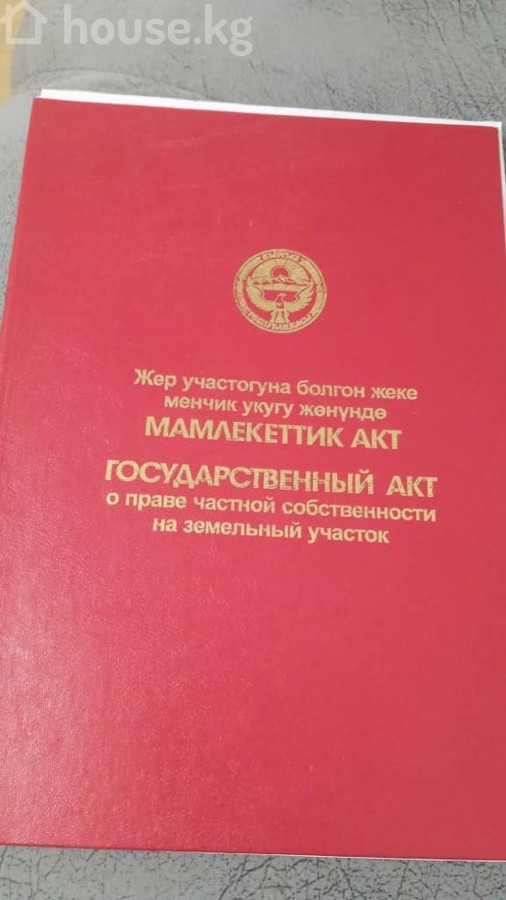 house.kg
Жер участогуна болгон жеке
менчик укугу жөнүндө
МАМЛЕКЕТТИК АКТ
ГОСУДАРСТВЕННЫЙ АКТ
о праве частной собственности
на земельный участок